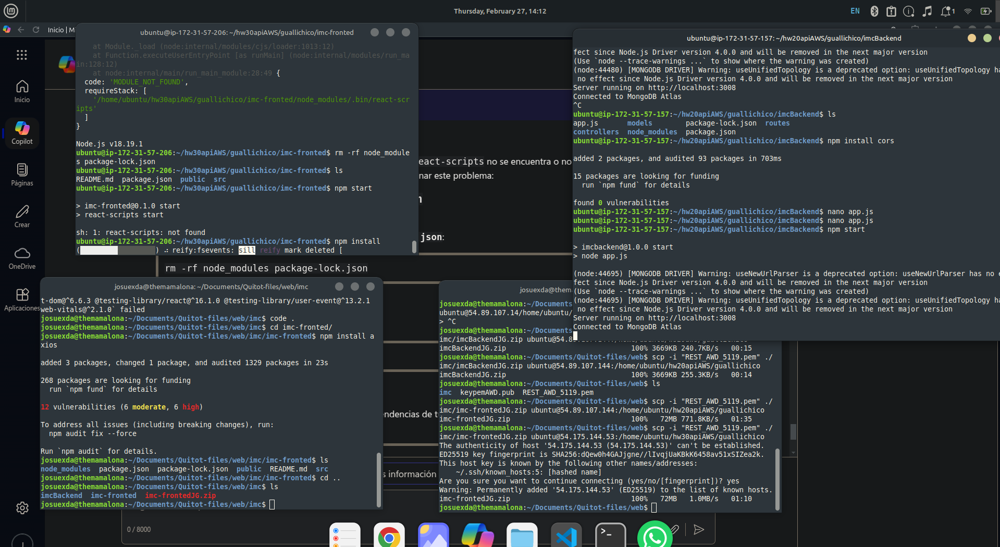 Thursday, February 27, 14:12
EN
1
Inicio | M
Inicio
Copilot
Páginas
Crear
OneDrive
Aplicaciones
ubuntu@ip-172-31-57-206: ~/hw30apiAWS/guallichico/imc-fronted
at Module._load (node:internal/modules/cjs/loader:1013:12)
at Function.executeUserEntryPoint [as runMain] (node:internal/modules/run_ma
in:128:12)
at node:internal/main/run_main_module:28:49 {
code: 'MODULE_NOT_FOUND',
requireStack: [
'/home/ubuntu/hw30apiAWS/guallichico/imc-fronted/node_modules/.bin/react-scr
ipts'
]
}
Node.js v18.19.1
ubuntu@ip-172-31-57-206:~/hw30apiAWS/guallichico/imc-fronted$ rm -rf node_module
s package-lock.json
ubuntu@ip-172-31-57-206:~/hw30apiAWS/guallichico/imc-fronted$ ls
README.md  package.json  public  src
ubuntu@ip-172-31-57-206:~/hw30apiAWS/guallichico/imc-fronted$ npm start
> imc-fronted@0.1.0 start
> react-scripts start
sh: 1: react-scripts: not found
ubuntu@ip-172-31-57-206:~/hw30apiAWS/guallichico/imc-fronted$ npm install
( ) ⠴ reify:fsevents: sill reify mark deleted [
eact-scripts no se encuentra o no
nar este problema:
n
json:
rm -rf node_modules package-lock.json
ubuntu@ip-172-31-57-157: ~/hw20apiAWS/guallichico/imcBackend
fect since Node.js Driver version 4.0.0 and will be removed in the next major version
(Use `node --trace-warnings ...` to show where the warning was created)
(node:44480) [MONGODB DRIVER] Warning: useUnifiedTopology is a deprecated option: useUnifiedTopology ha
no effect since Node.js Driver version 4.0.0 and will be removed in the next major version
Server running on http://localhost:3008
Connected to MongoDB Atlas
^C
ubuntu@ip-172-31-57-157:~/hw20apiAWS/guallichico/imcBackend$ ls
app.js       models        package-lock.json  routes
controllers  node_modules  package.json
ubuntu@ip-172-31-57-157:~/hw20apiAWS/guallichico/imcBackend$ npm install cors
added 2 packages, and audited 93 packages in 703ms
15 packages are looking for funding
run `npm fund` for details
found 0 vulnerabilities
ubuntu@ip-172-31-57-157:~/hw20apiAWS/guallichico/imcBackend$ nano app.js
ubuntu@ip-172-31-57-157:~/hw20apiAWS/guallichico/imcBackend$ nano app.js
ubuntu@ip-172-31-57-157:~/hw20apiAWS/guallichico/imcBackend$ npm start
> imcbackend@1.0.0 start
> node app.js
(node:44695) [MONGODB DRIVER] Warning: useNewUrlParser is a deprecated option: useNewUrlParser has no e
fect since Node.js Driver version 4.0.0 and will be removed in the next major version
(Use `node --trace-warnings ...` to show where the warning was created)
(node:44695) [MONGODB DRIVER] Warning: useUnifiedTopology is a deprecated option: useUnifiedTopology ha
no effect since Node.js Driver version 4.0.0 and will be removed in the next major version
Server running on http://localhost:3008
Connected to MongoDB Atlas
josuexda@themamalona: ~/Documents/Quitot-files/web/imc
t-dom@^6.6.3 @testing-library/react@^16.1.0 @testing-library/user-event@^13.2.1
web-vitals@^2.1.0` failed
josuexda@themamalona:~/Documents/Quitot-files/web/imc$ code .
josuexda@themamalona:~/Documents/Quitot-files/web/imc$ cd imc-fronted/
josuexda@themamalona:~/Documents/Quitot-files/web/imc/imc-fronted$ npm install a
xios
added 3 packages, changed 1 package, and audited 1329 packages in 23s
268 packages are looking for funding
run `npm fund` for details
12 vulnerabilities (6 moderate, 6 high)
To address all issues (including breaking changes), run:
npm audit fix --force
Run `npm audit` for details.
josuexda@themamalona:~/Documents/Quitot-files/web/imc/imc-fronted$ ls
node_modules  package.json  package-lock.json  public  README.md  src
josuexda@themamalona:~/Documents/Quitot-files/web/imc/imc-fronted$ cd ..
josuexda@themamalona:~/Documents/Quitot-files/web/imc$ ls
imcBackend  imc-fronted  imc-frontedJG.zip
josuexda@themamalona:~/Documents/Quitot-files/web/imc$
ndencias de t
s información
josuexda@them
josuexda@themamalona:~/Documents
ubuntu@54.89.107.14/home/ubuntu/
> ^C
josuexda@themamalona:~/Documents
imc/imcBackendJG.zip ubuntu@54.8
imcBackendJG.zip 100% 3669KB 240.7KB/s 00:15
josuexda@themamalona:~/Documents/Quitot-files/web$ scp -i "REST_AWD_5119.pem" ./
imc/imcBackendJG.zip ubuntu@54.89.107.144:/home/ubuntu/hw20apiAWS/guallichico
imcBackendJG.zip 100% 3669KB 255.3KB/s 00:14
josuexda@themamalona:~/Documents/Quitot-files/web$ ls
imc  keypemAWD.pub  REST_AWD_5119.pem
josuexda@themamalona:~/Documents/Quitot-files/web$ scp -i "REST_AWD_5119.pem" ./
imc/imc-frontedJG.zip ubuntu@54.89.107.144:/home/ubuntu/hw20apiAWS/guallichico
imc-frontedJG.zip 100% 72MB 771.8KB/s 01:35
josuexda@themamalona:~/Documents/Quitot-files/web$ scp -i "REST_AWD_5119.pem" ./
imc/imc-frontedJG.zip ubuntu@54.175.144.53:/home/ubuntu/hw30apiAWS/guallichico
The authenticity of host '54.175.144.53 (54.175.144.53)' can't be established.
ED25519 key fingerprint is SHA256:dQew0h4GAJjgne//lIvqjUaKBkK6458av51xSIZea2k.
This host key is known by the following other names/addresses:
~/.ssh/known_hosts:5: [hashed name]
Are you sure you want to continue connecting (yes/no/[fingerprint])? yes
Warning: Permanently added '54.175.144.53' (ED25519) to the list of known hosts.
imc-frontedJG.zip 100% 72MB 1.0MB/s 01:10
josuexda@themamalona:~/Documents/Quitot-files/web$
0 / 8000